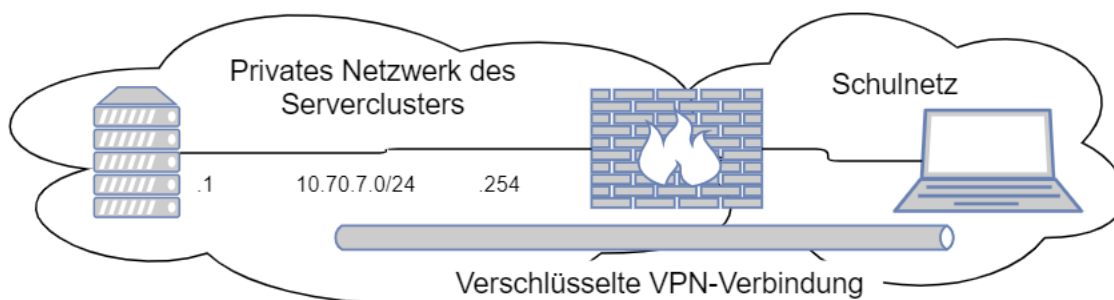 Privates Netzwerk des
Serverclusters
Schulnetz
.1
10.70.7.0/24
.254
Verschlüsselte VPN-Verbindung